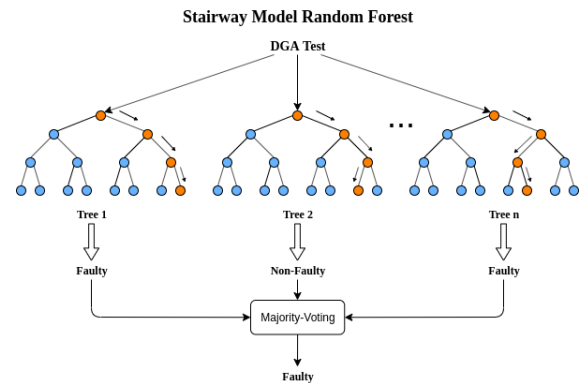 Stairway Model Random Forest
DGA Test
...
Tree 1
Tree 2
Tree n
Faulty
Non-Faulty
Faulty
Majority-Voting
Faulty